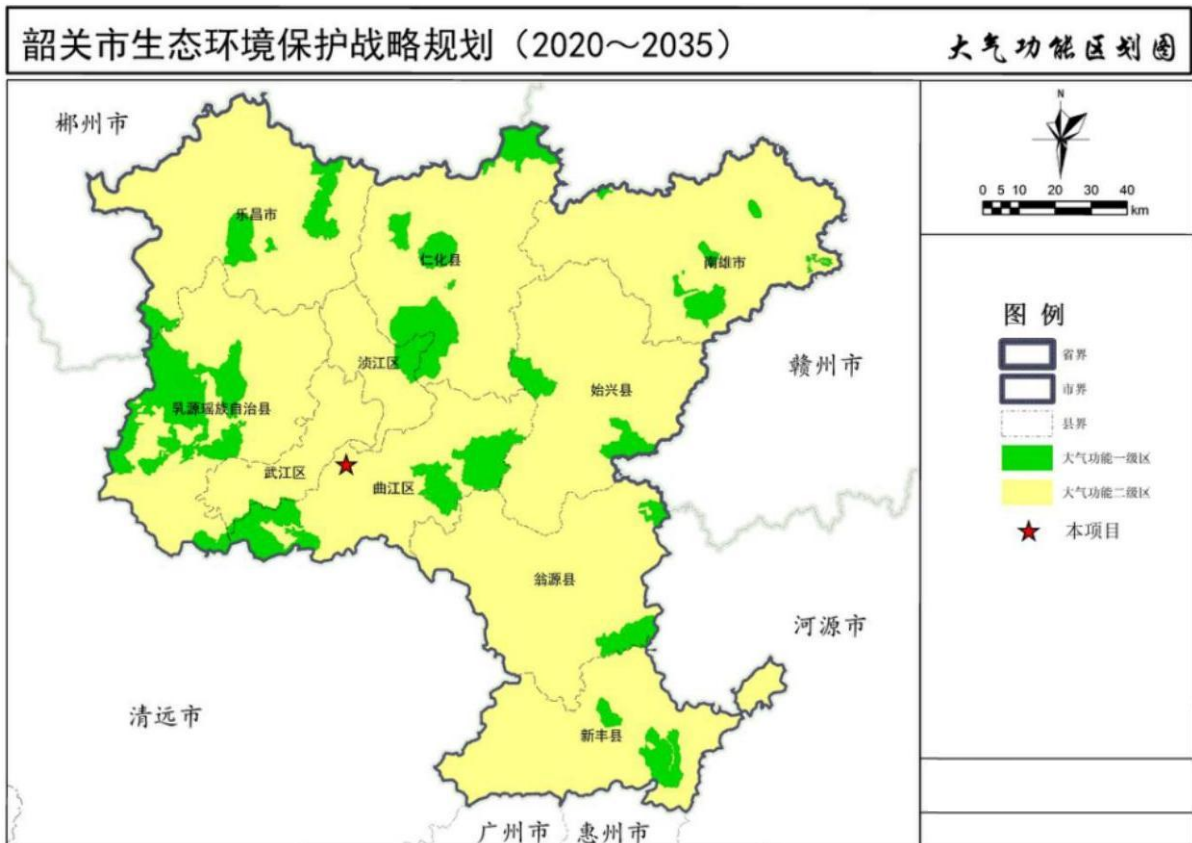 韶关市生态环境保护战略规划（2020～2035）
大气功能区划图
郴州市
N
0 5 10 20 30 40
km
乐昌市
仁化县
南雄市
浈江区
始兴县
赣州市
乳源瑶族自治县
武江区
曲江区
翁源县
河源市
清远市
新丰县
广州市
惠州市
图 例
省界
市界
县界
大气功能一级区
大气功能二级区
本项目